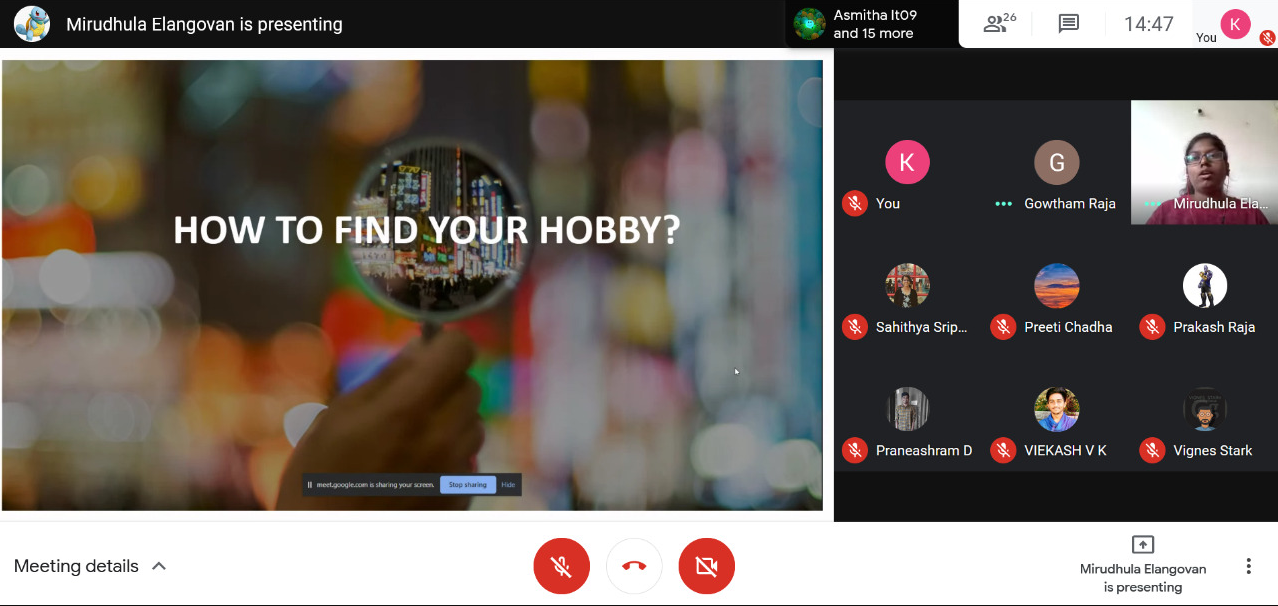 Mirudhula Elangovan is presenting
Asmitha It09
and 15 more
26
14:47
You
K
HOW TO FIND YOUR HOBBY?
meet.google.com is sharing your screen.
Stop sharing
Hide
K
You
G
Gowtham Raja
Mirudhula Ela...
Sahithya Srip...
Preeti Chadha
Prakash Raja
Praneashram D
VIEKASH V K
Vignes Stark
Meeting details
Mirudhula Elangovan
is presenting